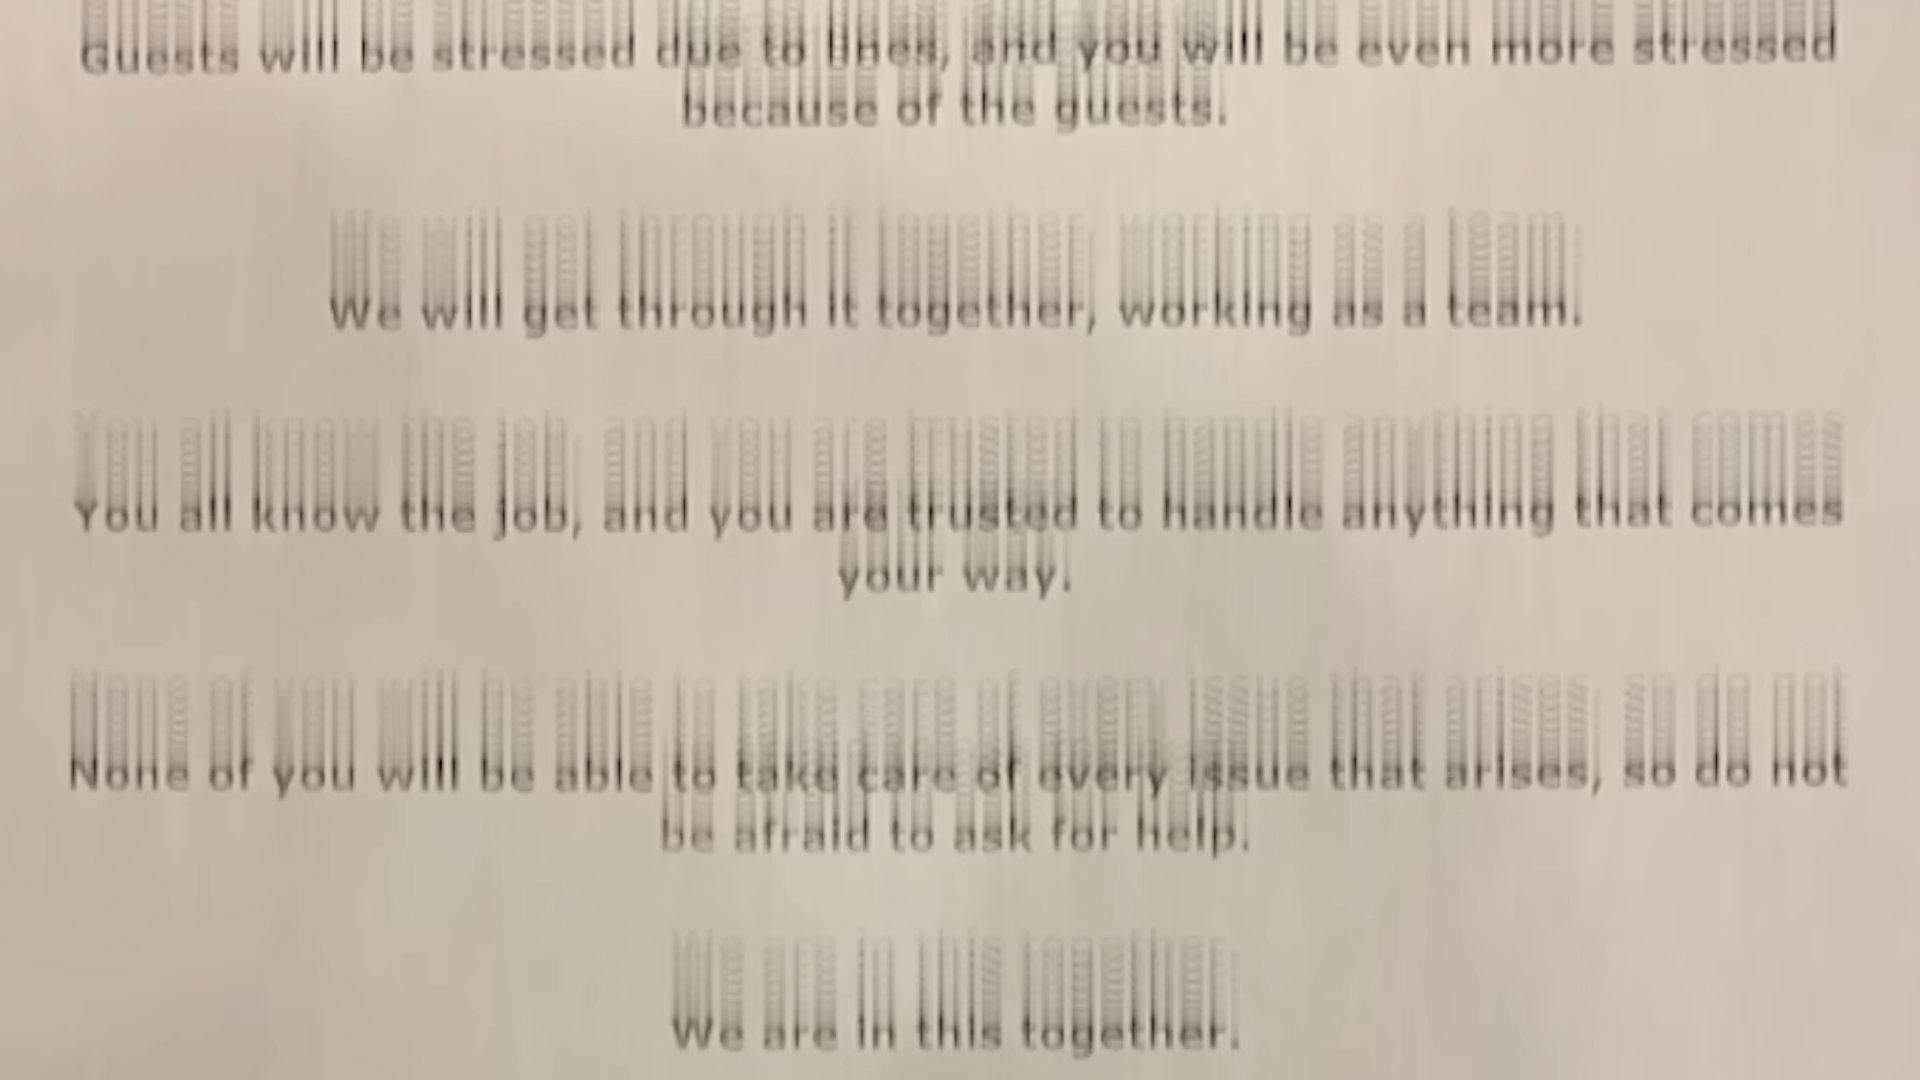 Guests will be stressed due to lines, and you will be even more stressed
because of the guests.
We will get through it together, working as a team.
You all know the job, and you are trusted to handle anything that comes
your way.
None of you will be able to take care of every issue that arises, so do not
be afraid to ask for help.
We are in this together.